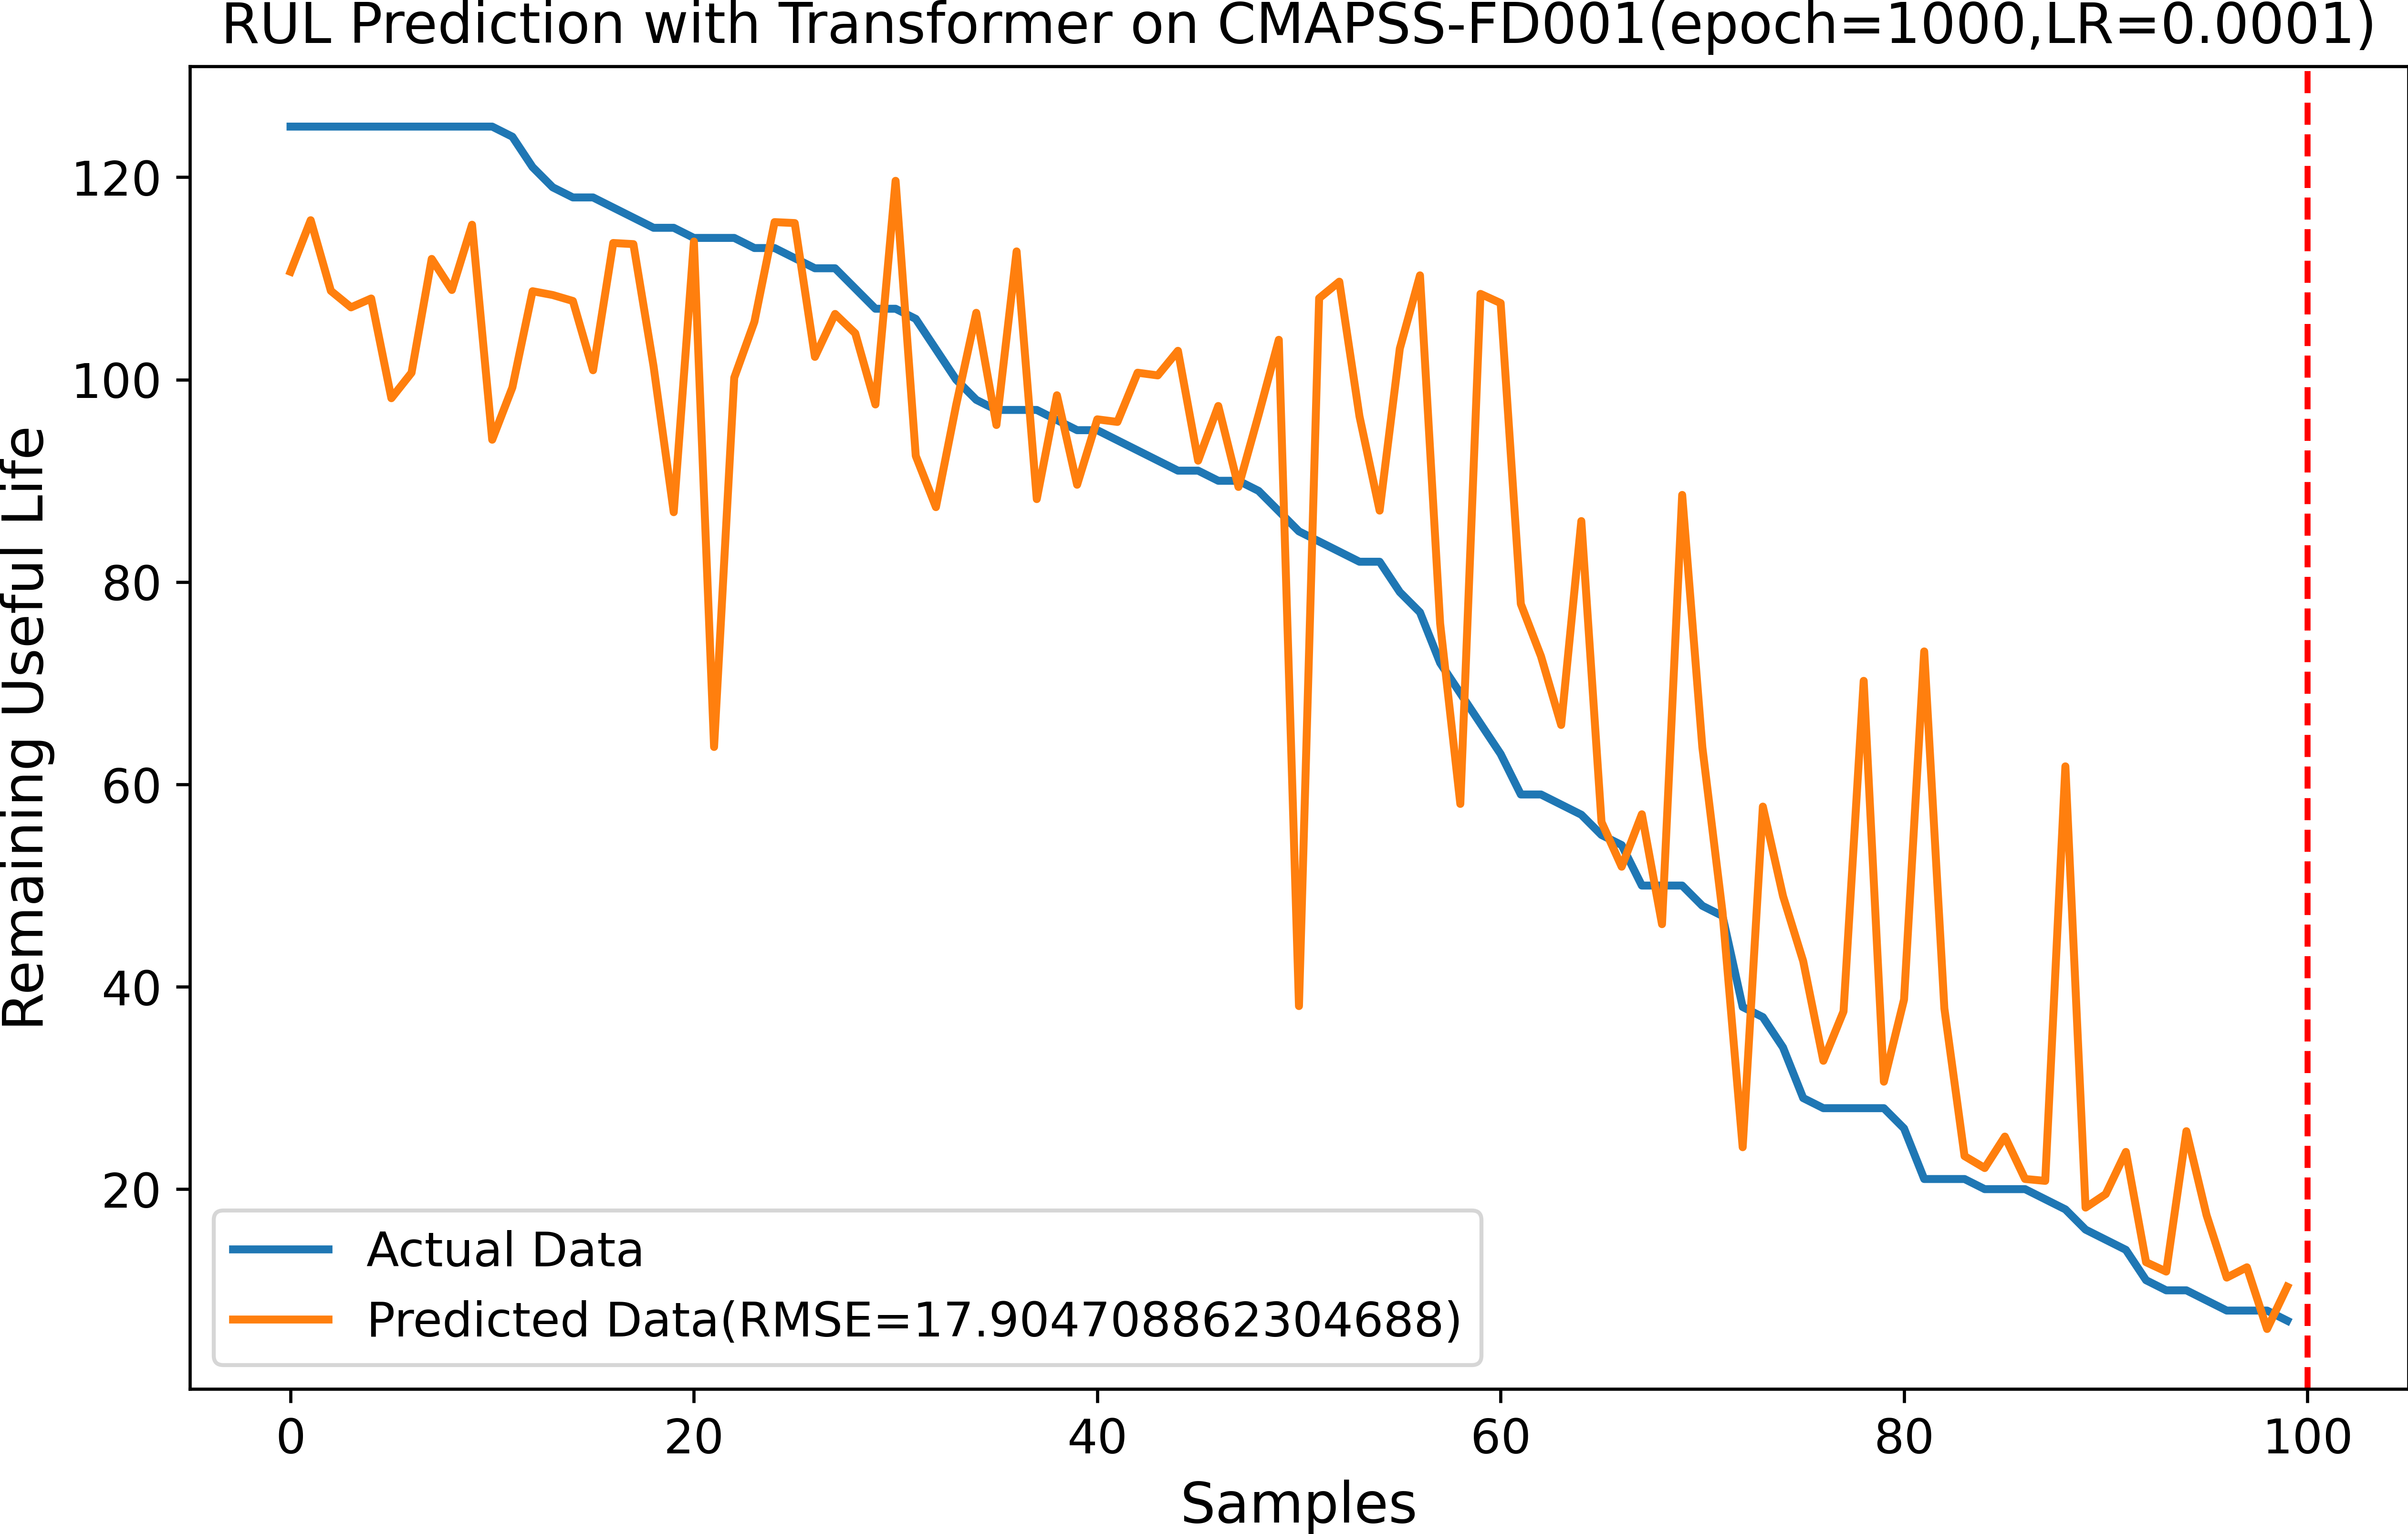 RUL Prediction with Transformer on CMAPSS-FD001(epoch=1000,LR=0.0001)
Remaining Useful Life
120
100
80
60
40
20
Actual Data
Predicted Data(RMSE=17.904708862304688)
0 20 40 60 80 100
Samples